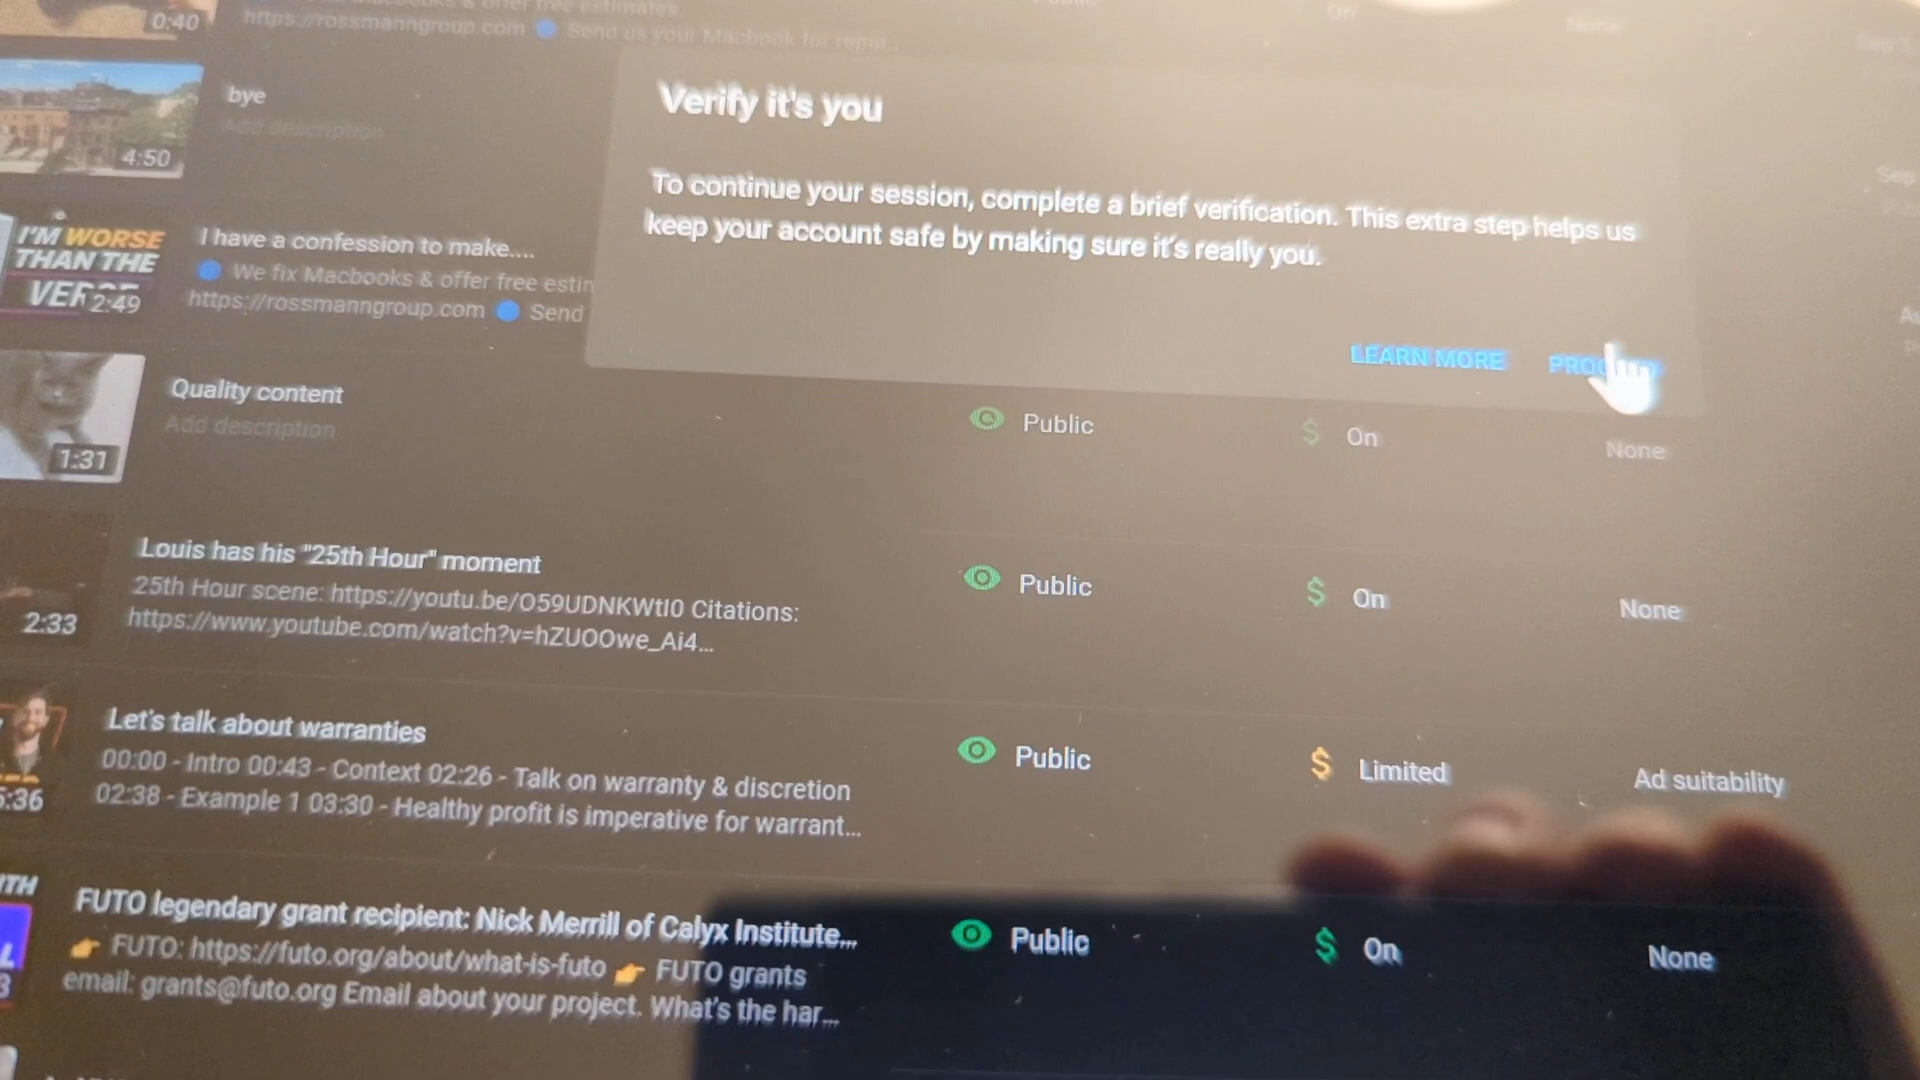 0:40
https://rossmanngroup.com Send us your Macbook for repai...
On
None
bye
Add description
4:50
Verify it's you
To continue your session, complete a brief verification. This extra step helps us
keep your account safe by making sure it's really you.
LEARN MORE
I'M WORSE
THAN THE
2:49
I have a confession to make....
We fix Macbooks & offer free estin
https://rossmanngroup.com Send
Quality content
Add description
1:31
Public
On
None
Louis has his "25th Hour" moment
25th Hour scene: https://youtu.be/O59UDNKWtI0 Citations:
https://www.youtube.com/watch?v=hZUOOwe_Ai4...
2:33
Public
On
None
Let's talk about warranties
00:00 - Intro 00:43 - Context 02:26 - Talk on warranty & discretion
02:38 - Example 1 03:30 - Healthy profit is imperative for warrant...
5:36
Public
Limited
Ad suitability
FUTO legendary grant recipient: Nick Merrill of Calyx Institute...
👉 FUTO: https://futo.org/about/what-is-futo 👉 FUTO grants
email: grants@futo.org Email about your project. What's the har...
Public
On
None